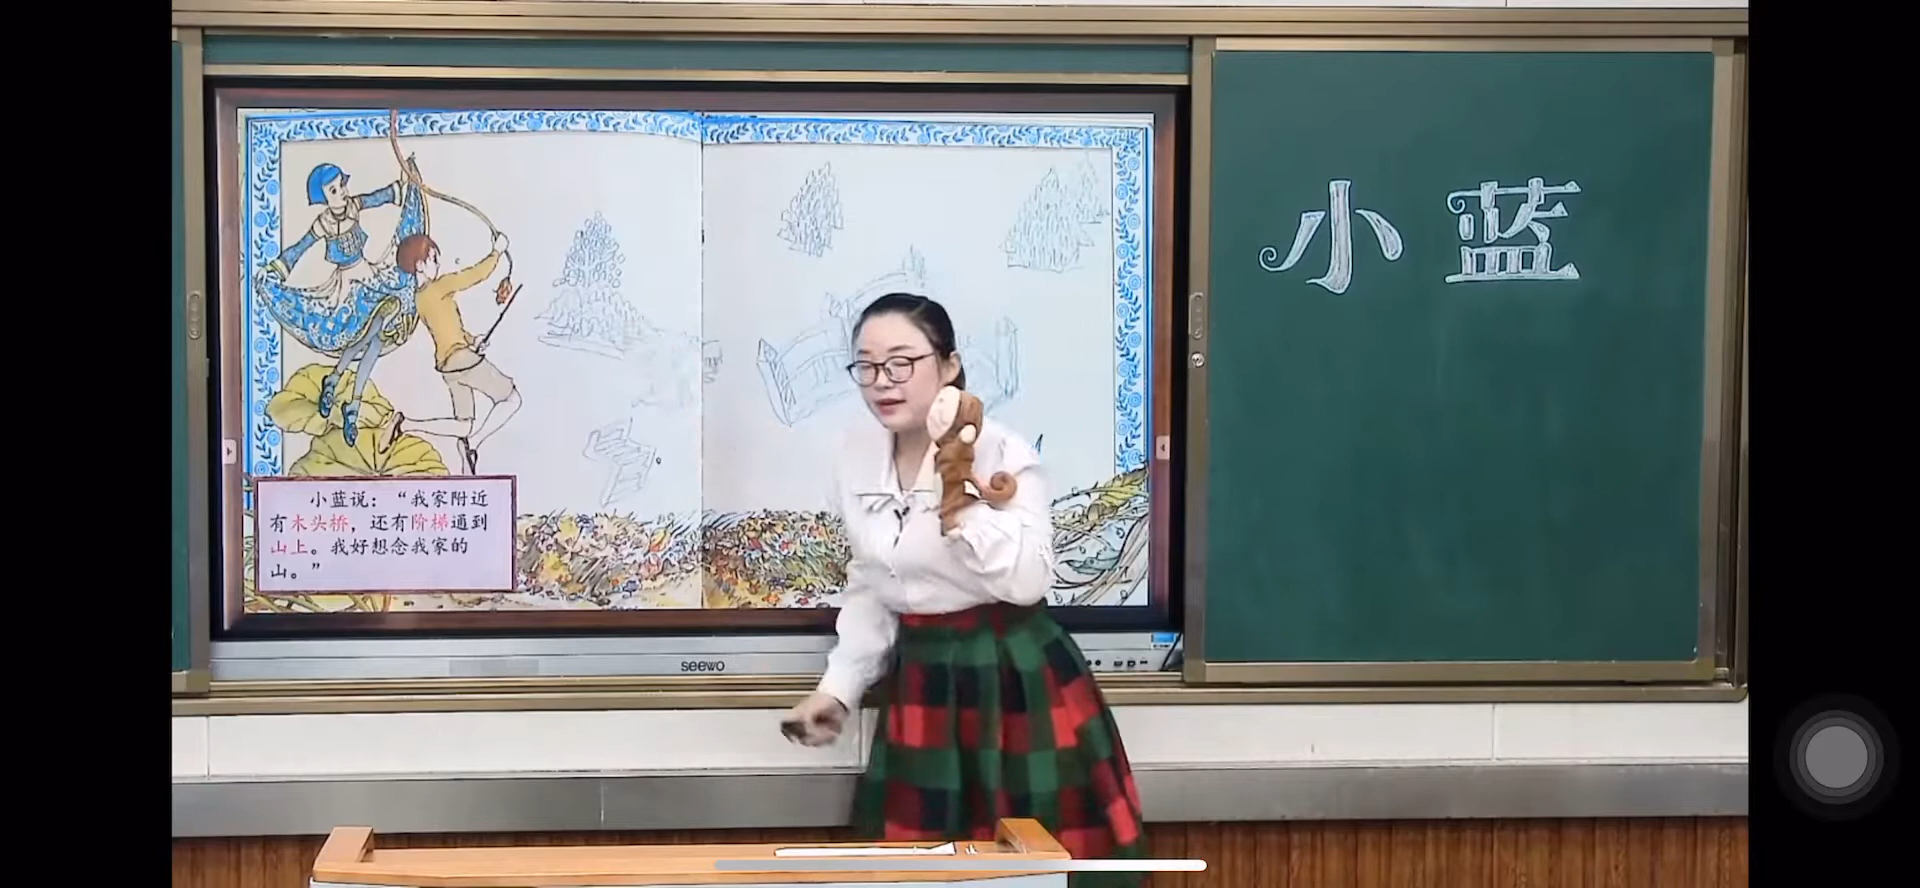 小蓝说：“我家附近
有木头桥，还有阶梯通到
山上。我好想念我家的
山。”
seewo
小蓝